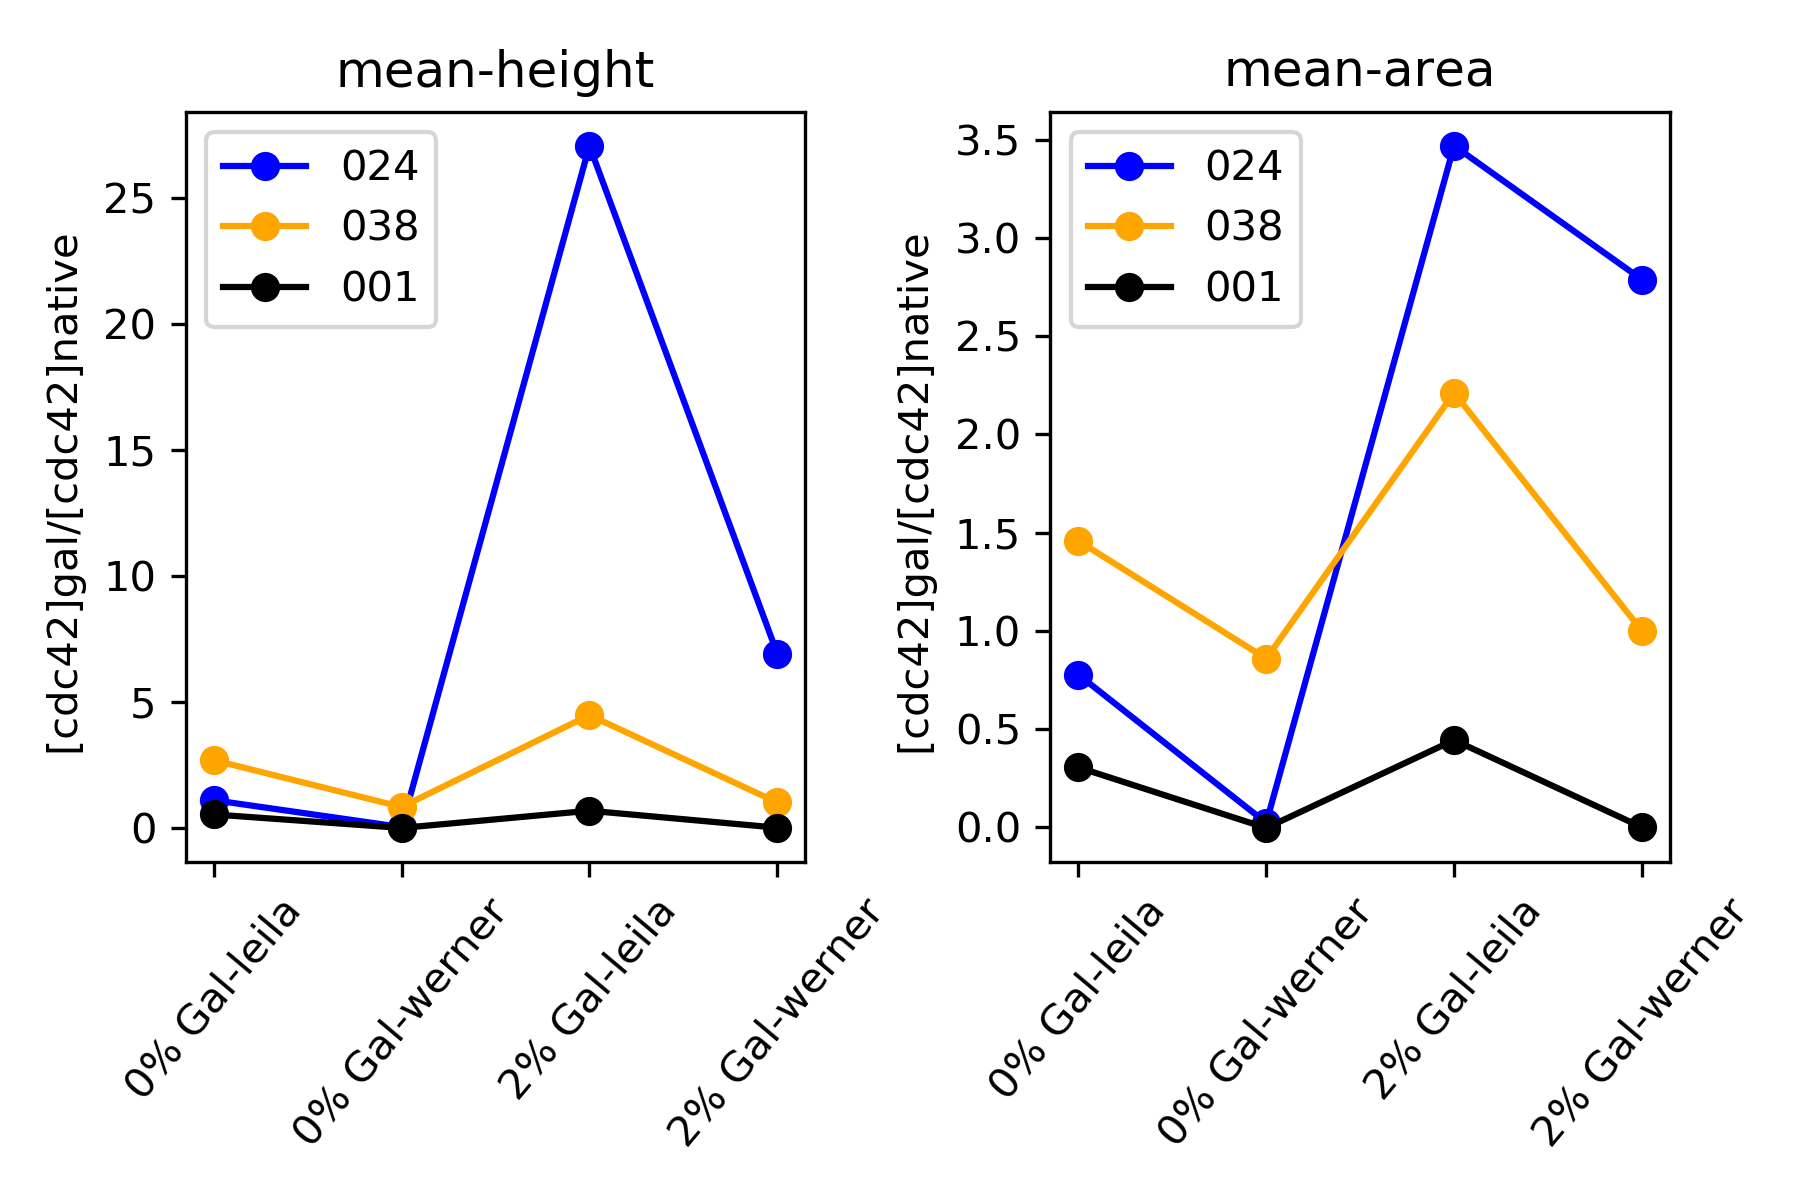 mean-height
[cdc42]gal/[cdc42]native
25
20
15
10
5
0
024
038
001
0% Gal-leila
0% Gal-werner
2% Gal-leila
2% Gal-werner
mean-area
[cdc42]gal/[cdc42]native
3.5
3.0
2.5
2.0
1.5
1.0
0.5
0.0
024
038
001
0% Gal-leila
0% Gal-werner
2% Gal-leila
2% Gal-werner